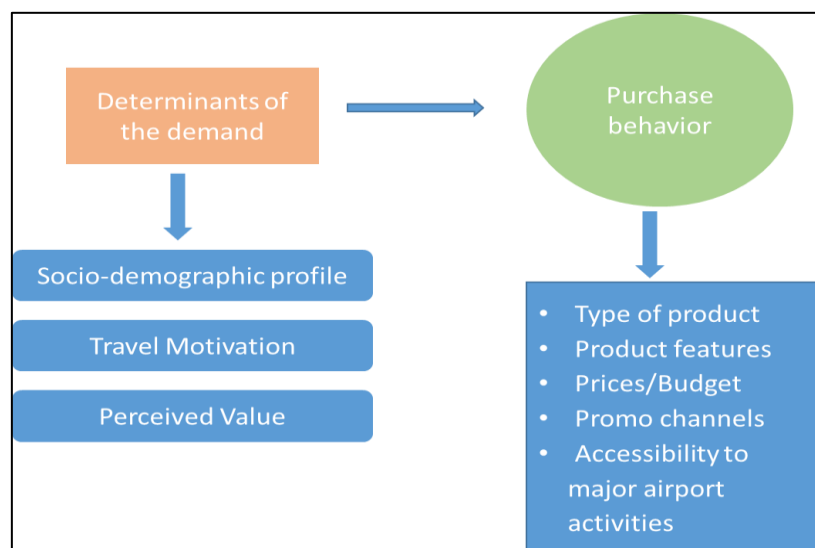 Determinants of
the demand
Purchase
behavior
Socio-demographic profile
Travel Motivation
Perceived Value
• Type of product
• Product features
• Prices/Budget
• Promo channels
• Accessibility to
major airport
activities